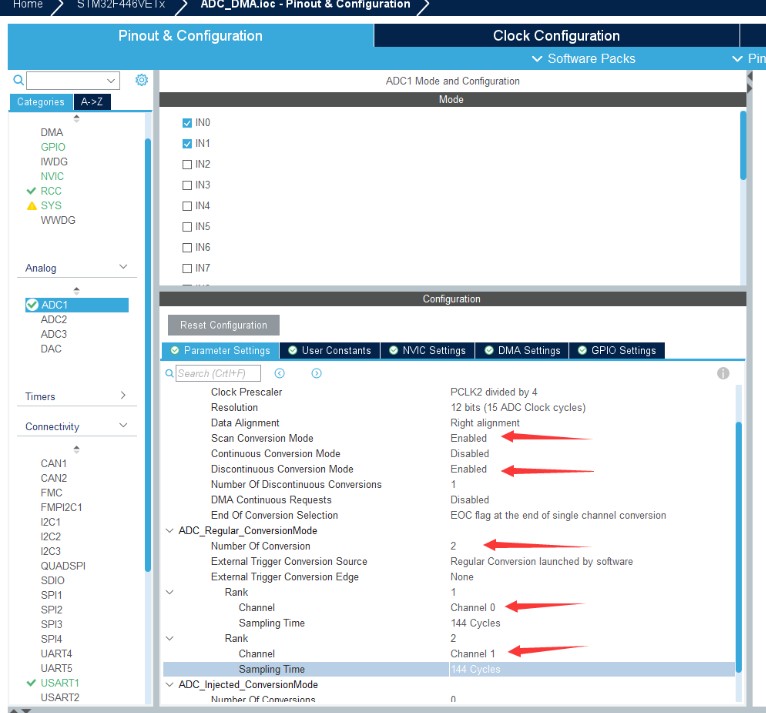 Home STM32F446VETx ADC_DMA.ioc - Pinout & Configuration
Pinout & Configuration Clock Configuration
Software Packs Pin
ADC1 Mode and Configuration
Categories A->Z
DMA
GPIO
IWDG
NVIC
RCC
SYS
WWDG
Analog
ADC1
ADC2
ADC3
DAC
Timers
Connectivity
CAN1
CAN2
FMC
FMPI2C1
I2C1
I2C2
I2C3
QUADSPI
SDIO
SPI1
SPI2
SPI3
SPI4
UART4
UART5
USART1
USART2
Mode
IN0
IN1
IN2
IN3
IN4
IN5
IN6
IN7
Configuration
Reset Configuration
Parameter Settings User Constants NVIC Settings DMA Settings GPIO Settings
Search (Crtl+F)
Clock Prescaler PCLK2 divided by 4
Resolution 12 bits (15 ADC Clock cycles)
Data Alignment Right alignment
Scan Conversion Mode Enabled
Continuous Conversion Mode Disabled
Discontinuous Conversion Mode Enabled
Number Of Discontinuous Conversions 1
DMA Continuous Requests Disabled
End Of Conversion Selection EOC flag at the end of single channel conversion
ADC_Regular_ConversionMode
Number Of Conversion 2
External Trigger Conversion Source Regular Conversion launched by software
External Trigger Conversion Edge None
Rank 1
Channel Channel 0
Sampling Time 144 Cycles
Rank 2
Channel Channel 1
Sampling Time 144 Cycles
ADC_Injected_ConversionMode
Number Of Conversions 0